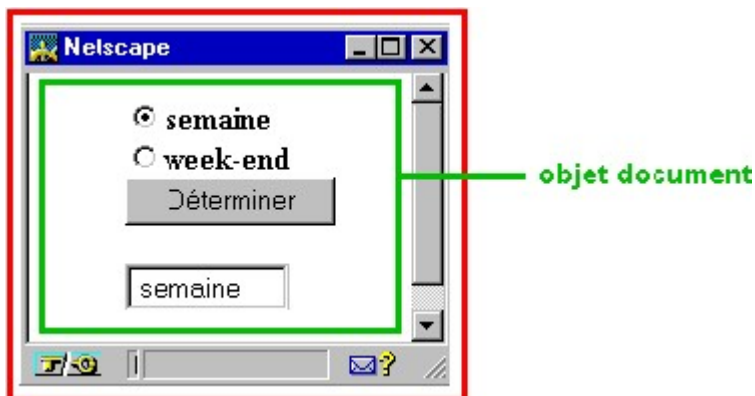 Netscape
semaine
week-end
Déterminer
objet document
semaine